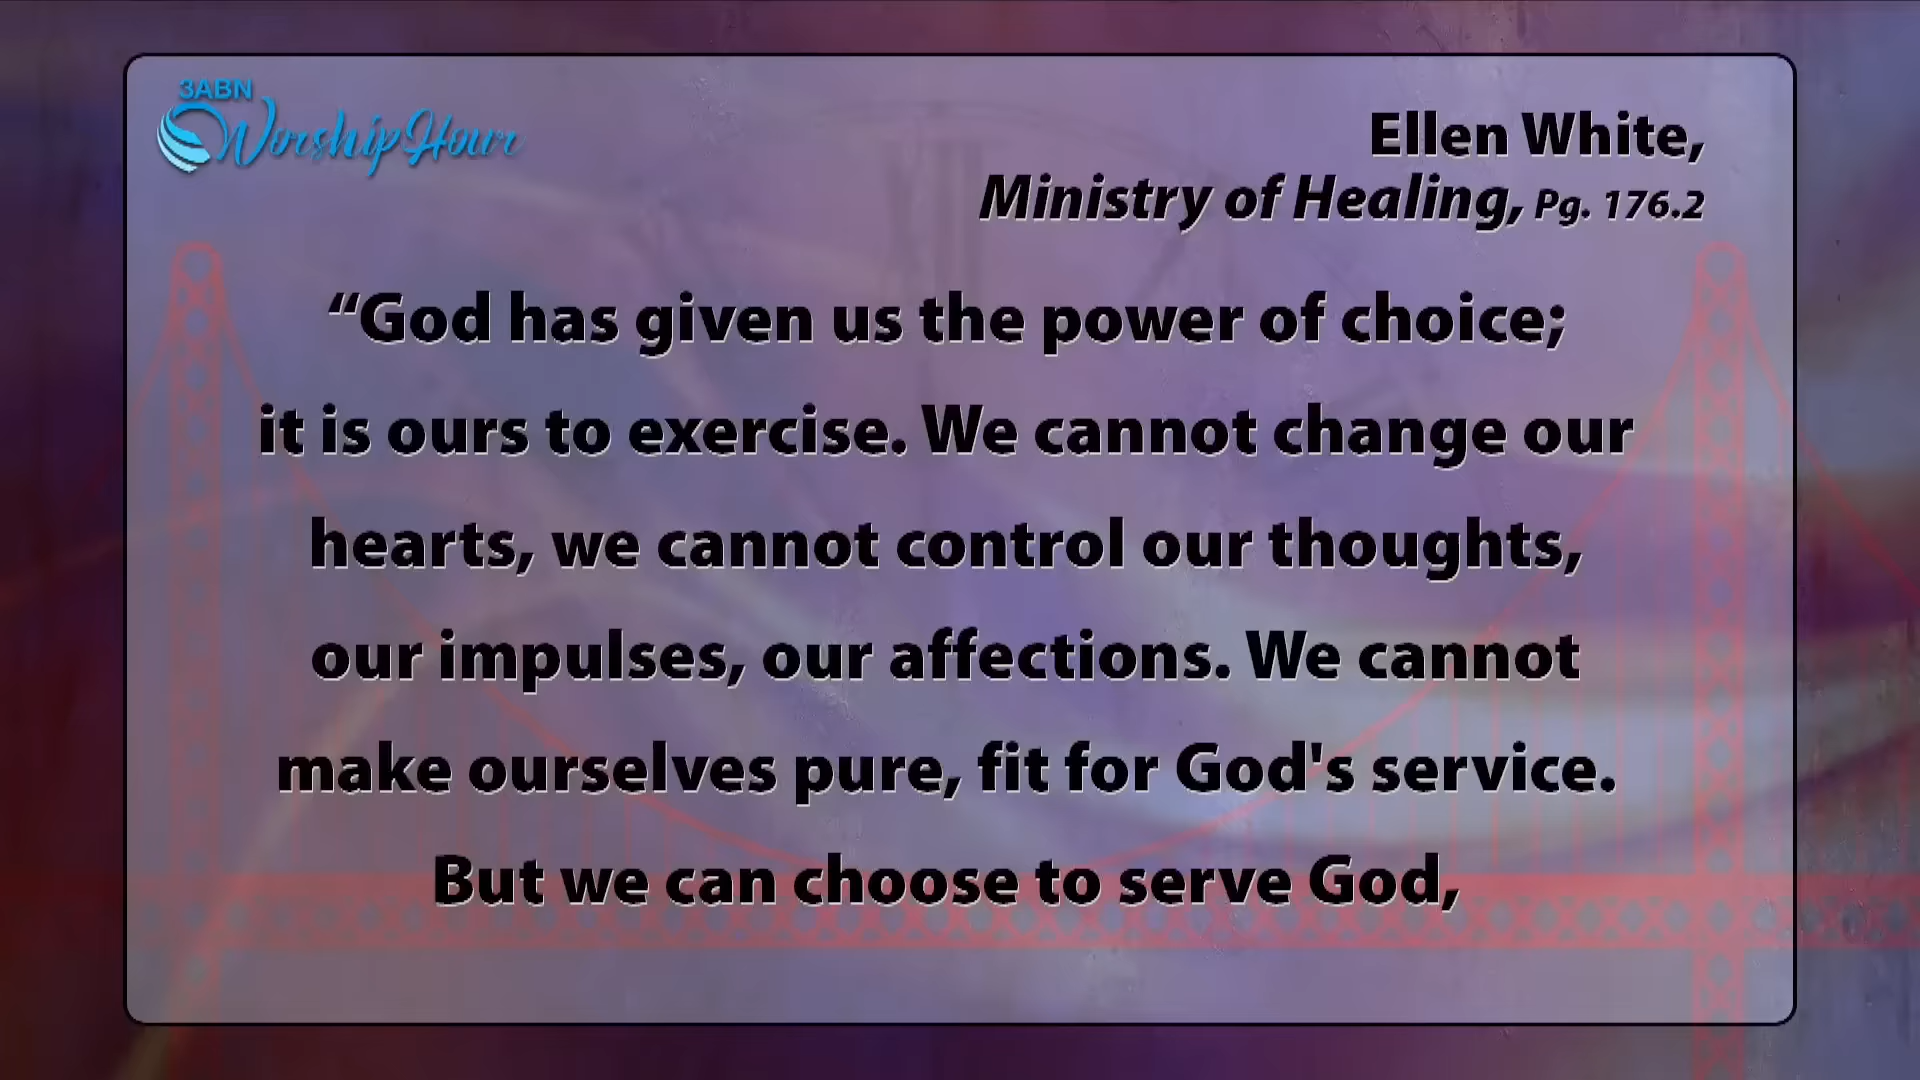 3ABN
Worship Hour
Ellen White,
Ministry of Healing, Pg. 176.2
“God has given us the power of choice;
it is ours to exercise. We cannot change our
hearts, we cannot control our thoughts,
our impulses, our affections. We cannot
make ourselves pure, fit for God's service.
But we can choose to serve God,